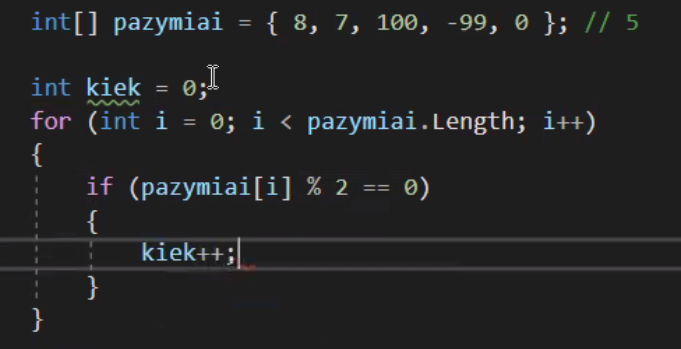 int[] pazymiai = { 8, 7, 100, -99, 0 }; // 5
int kiek = 0;
for (int i = 0; i < pazymiai.Length; i++)
{
if (pazymiai[i] % 2 == 0)
{
kiek++;
}
}